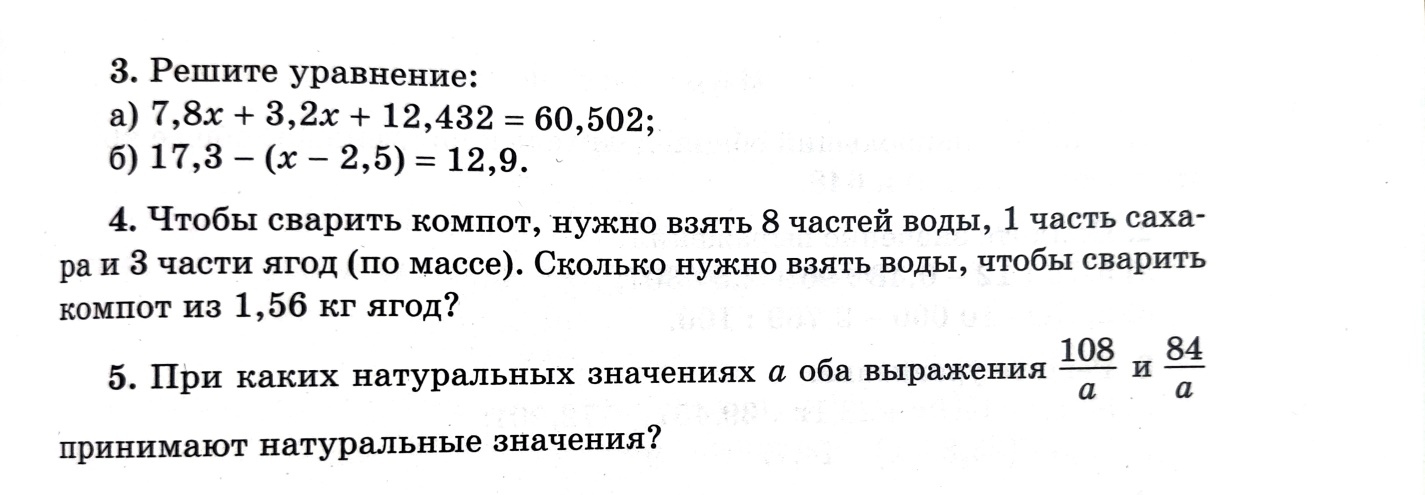 3. Решите уравнение:
а) 7,8x + 3,2x + 12,432 = 60,502;
б) 17,3 – (x – 2,5) = 12,9.
4. Чтобы сварить компот, нужно взять 8 частей воды, 1 часть саха-
ра и 3 части ягод (по массе). Сколько нужно взять воды, чтобы сварить
компот из 1,56 кг ягод?
5. При каких натуральных значениях a оба выражения 108/a и 84/a
принимают натуральные значения?